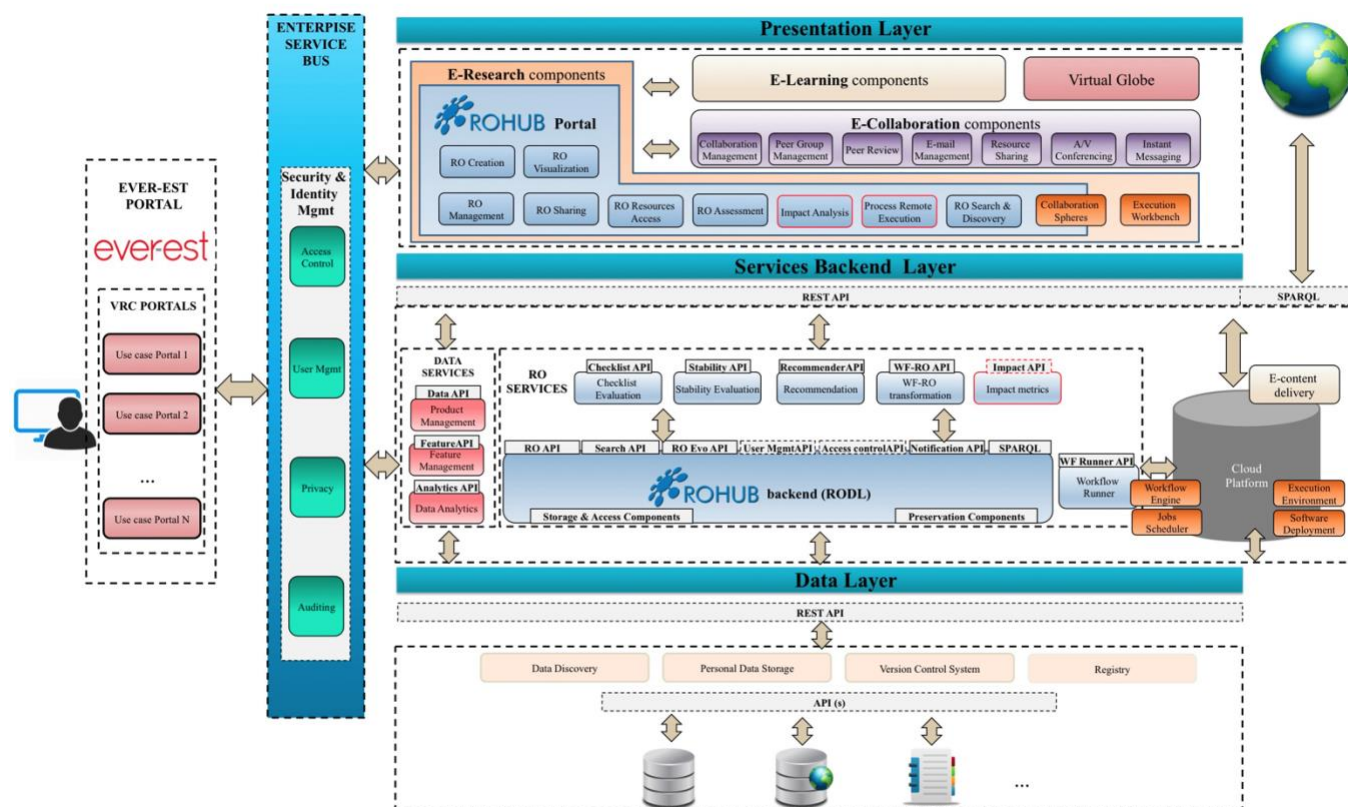 EVER-EST
PORTAL
ever-est
VRC PORTALS
Use case Portal 1
Use case Portal 2
...
Use case Portal N
ENTERPISE
SERVICE
BUS
Security &
Identity
Mgmt
Access
Control
User Mgmt
Privacy
Auditing
Presentation Layer
E-Research components
ROHUB Portal
RO Creation
RO
Visualization
RO
Management
RO Sharing
RO Resources
Access
RO Assessment
Impact Analysis
Process Remote
Execution
RO Search &
Discovery
Collaboration
Spheres
Execution
Workbench
E-Learning components
Virtual Globe
E-Collaboration components
Collaboration
Management
Peer Group
Management
Peer Review
E-mail
Management
Resource
Sharing
A/V
Conferencing
Instant
Messaging
Services Backend Layer
REST API
SPARQL
DATA
SERVICES
Data API
Product
Management
FeatureAPI
Feature
Management
Analytics API
Data Analytics
RO
SERVICES
Checklist API
Checklist
Evaluation
Stability API
Stability Evaluation
RecommenderAPI
Recommendation
WF-RO API
WF-RO
transformation
Impact API
Impact metrics
RO API
Search API
RO Evo API
User MgmtAPI
Access controlAPI
Notification API
SPARQL
ROHUB backend (RODL)
Storage & Access Components
Preservation Components
WF Runner API
Workflow
Runner
E-content
delivery
Cloud
Platform
Workflow
Engine
Jobs
Scheduler
Execution
Environment
Software
Deployment
Data Layer
REST API
Data Discovery
Personal Data Storage
Version Control System
Registry
API (s)
...